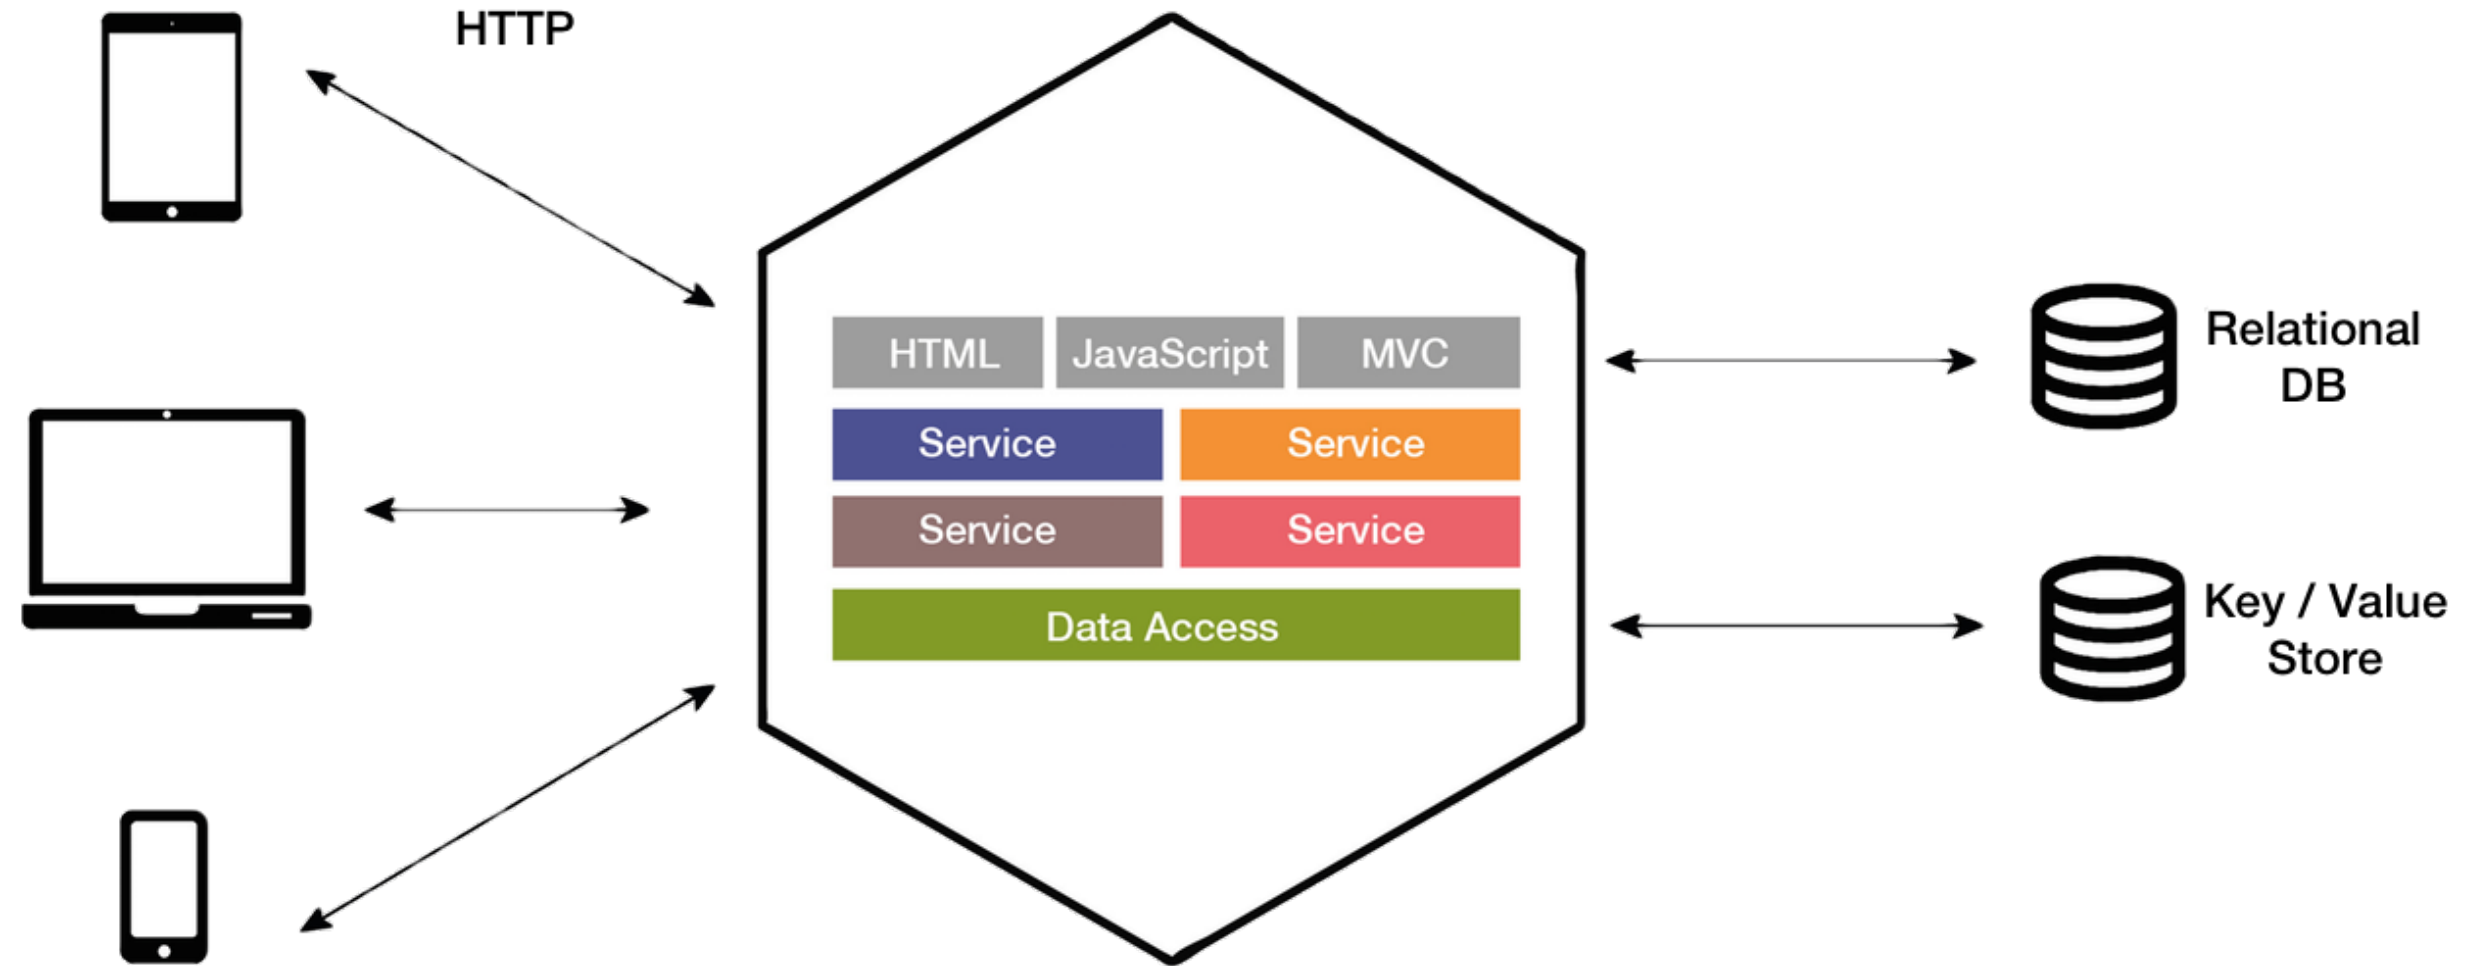 HTTP
HTML
JavaScript
MVC
Service
Service
Service
Service
Data Access
Relational
DB
Key / Value
Store